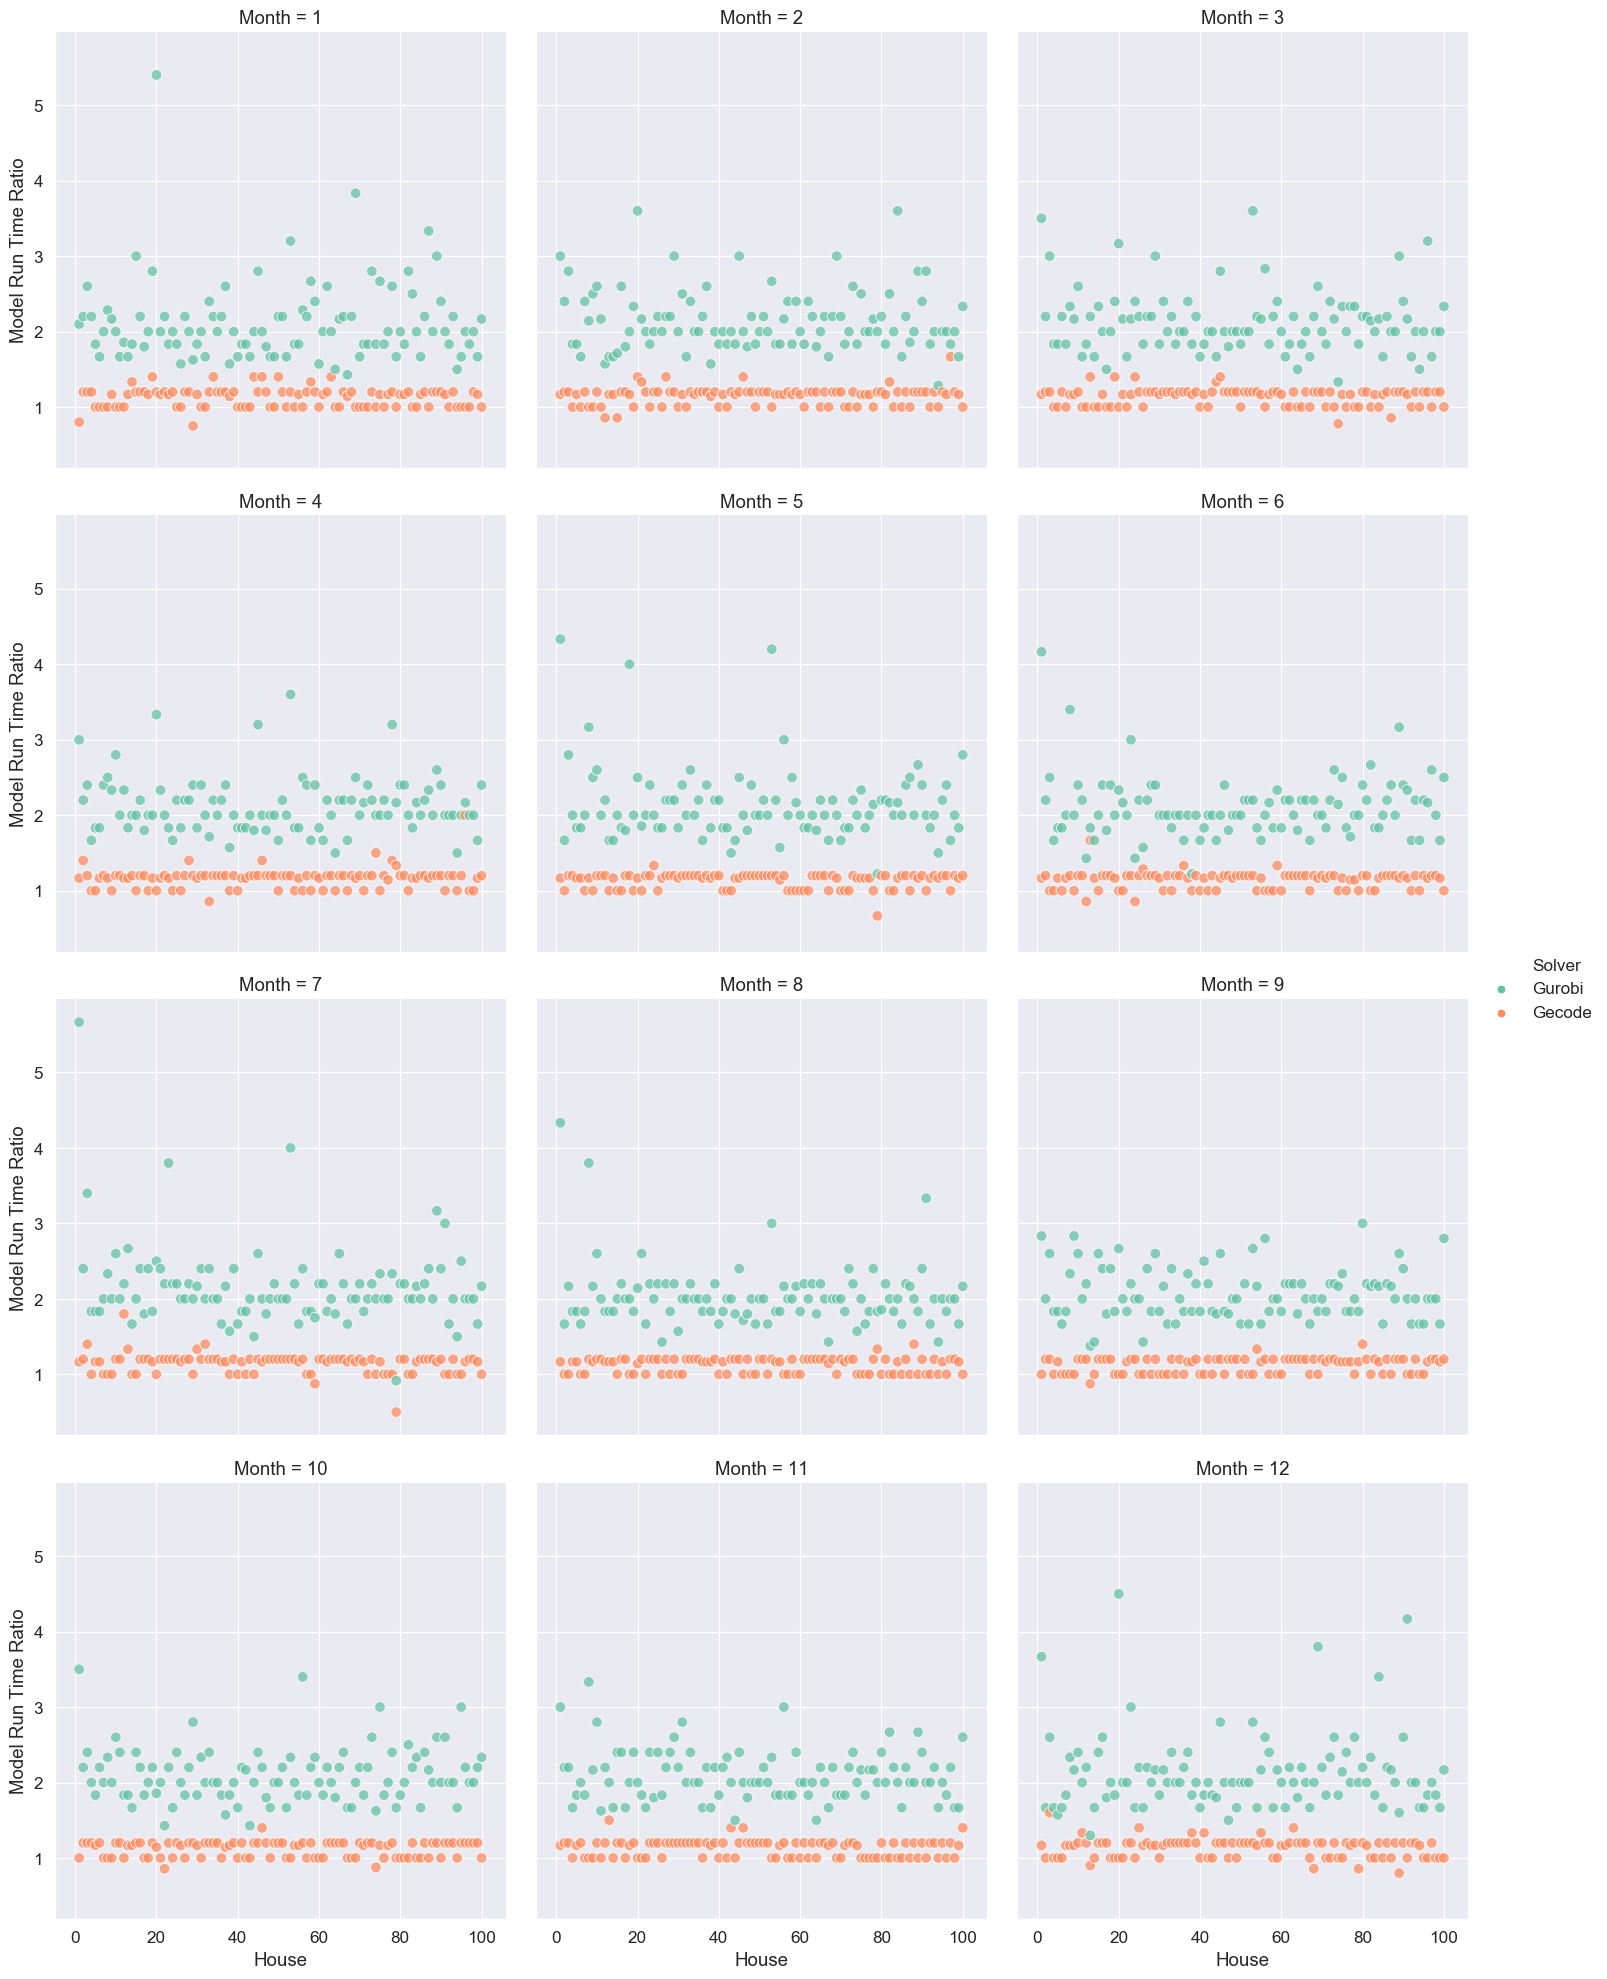 Month = 1
Month = 2
Month = 3
5
4
3
2
1
Model Run Time Ratio
Month = 4
Month = 5
Month = 6
5
4
3
2
1
Model Run Time Ratio
Solver
Gurobi
Gecode
Month = 7
Month = 8
Month = 9
5
4
3
2
1
Model Run Time Ratio
Month = 10
Month = 11
Month = 12
5
4
3
2
1
Model Run Time Ratio
0 20 40 60 80 100
0 20 40 60 80 100
0 20 40 60 80 100
House
House
House